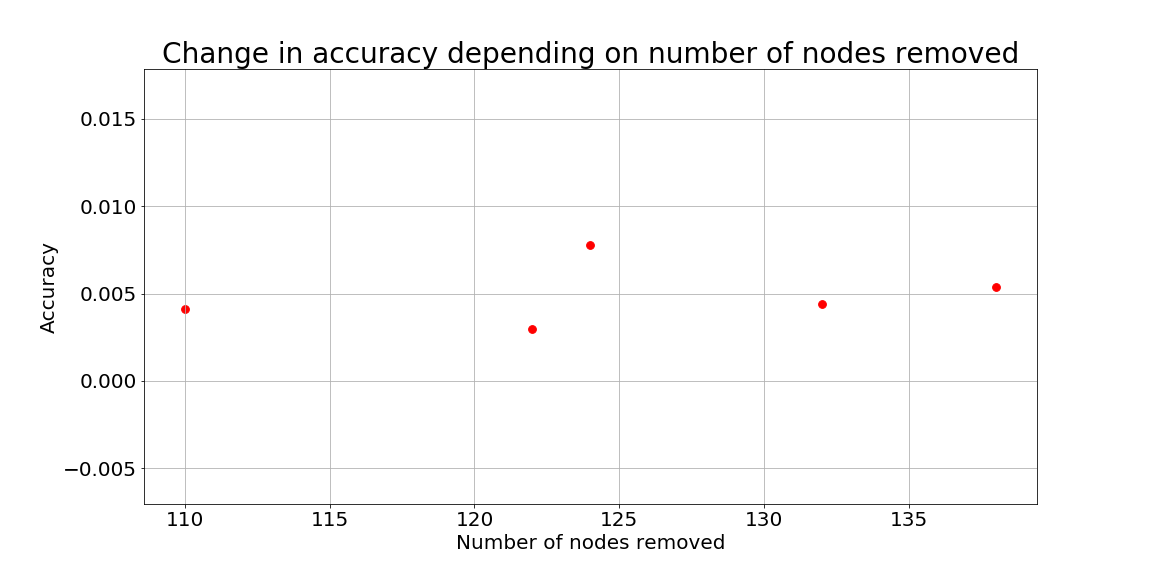 Change in accuracy depending on number of nodes removed
0.015
0.010
0.005
0.000
−0.005
Accuracy
110 115 120 125 130 135
Number of nodes removed